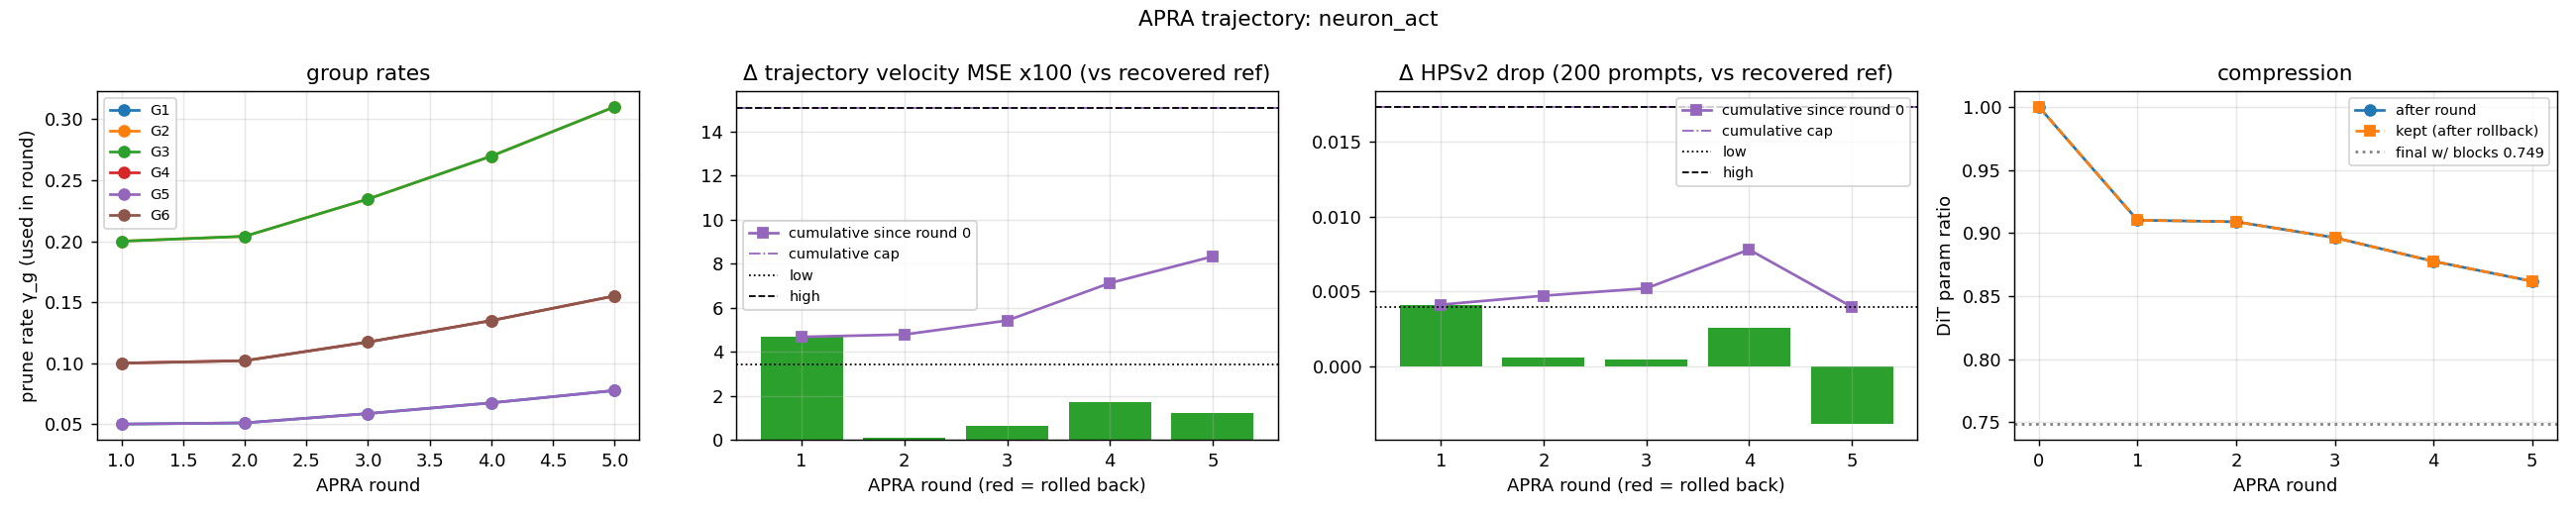 APRA trajectory: neuron_act
group rates
prune rate γ_g (used in round)
0.30
0.25
0.20
0.15
0.10
0.05
G1
G2
G3
G4
G5
G6
1.0 1.5 2.0 2.5 3.0 3.5 4.0 4.5 5.0
APRA round
Δ trajectory velocity MSE x100 (vs recovered ref)
14
12
10
8
6
4
2
0
cumulative since round 0
cumulative cap
low
high
1 2 3 4 5
APRA round (red = rolled back)
Δ HPSv2 drop (200 prompts, vs recovered ref)
0.015
0.010
0.005
0.000
cumulative since round 0
cumulative cap
low
high
1 2 3 4 5
APRA round (red = rolled back)
compression
DiT param ratio
1.00
0.95
0.90
0.85
0.80
0.75
after round
kept (after rollback)
final w/ blocks 0.749
0 1 2 3 4 5
APRA round